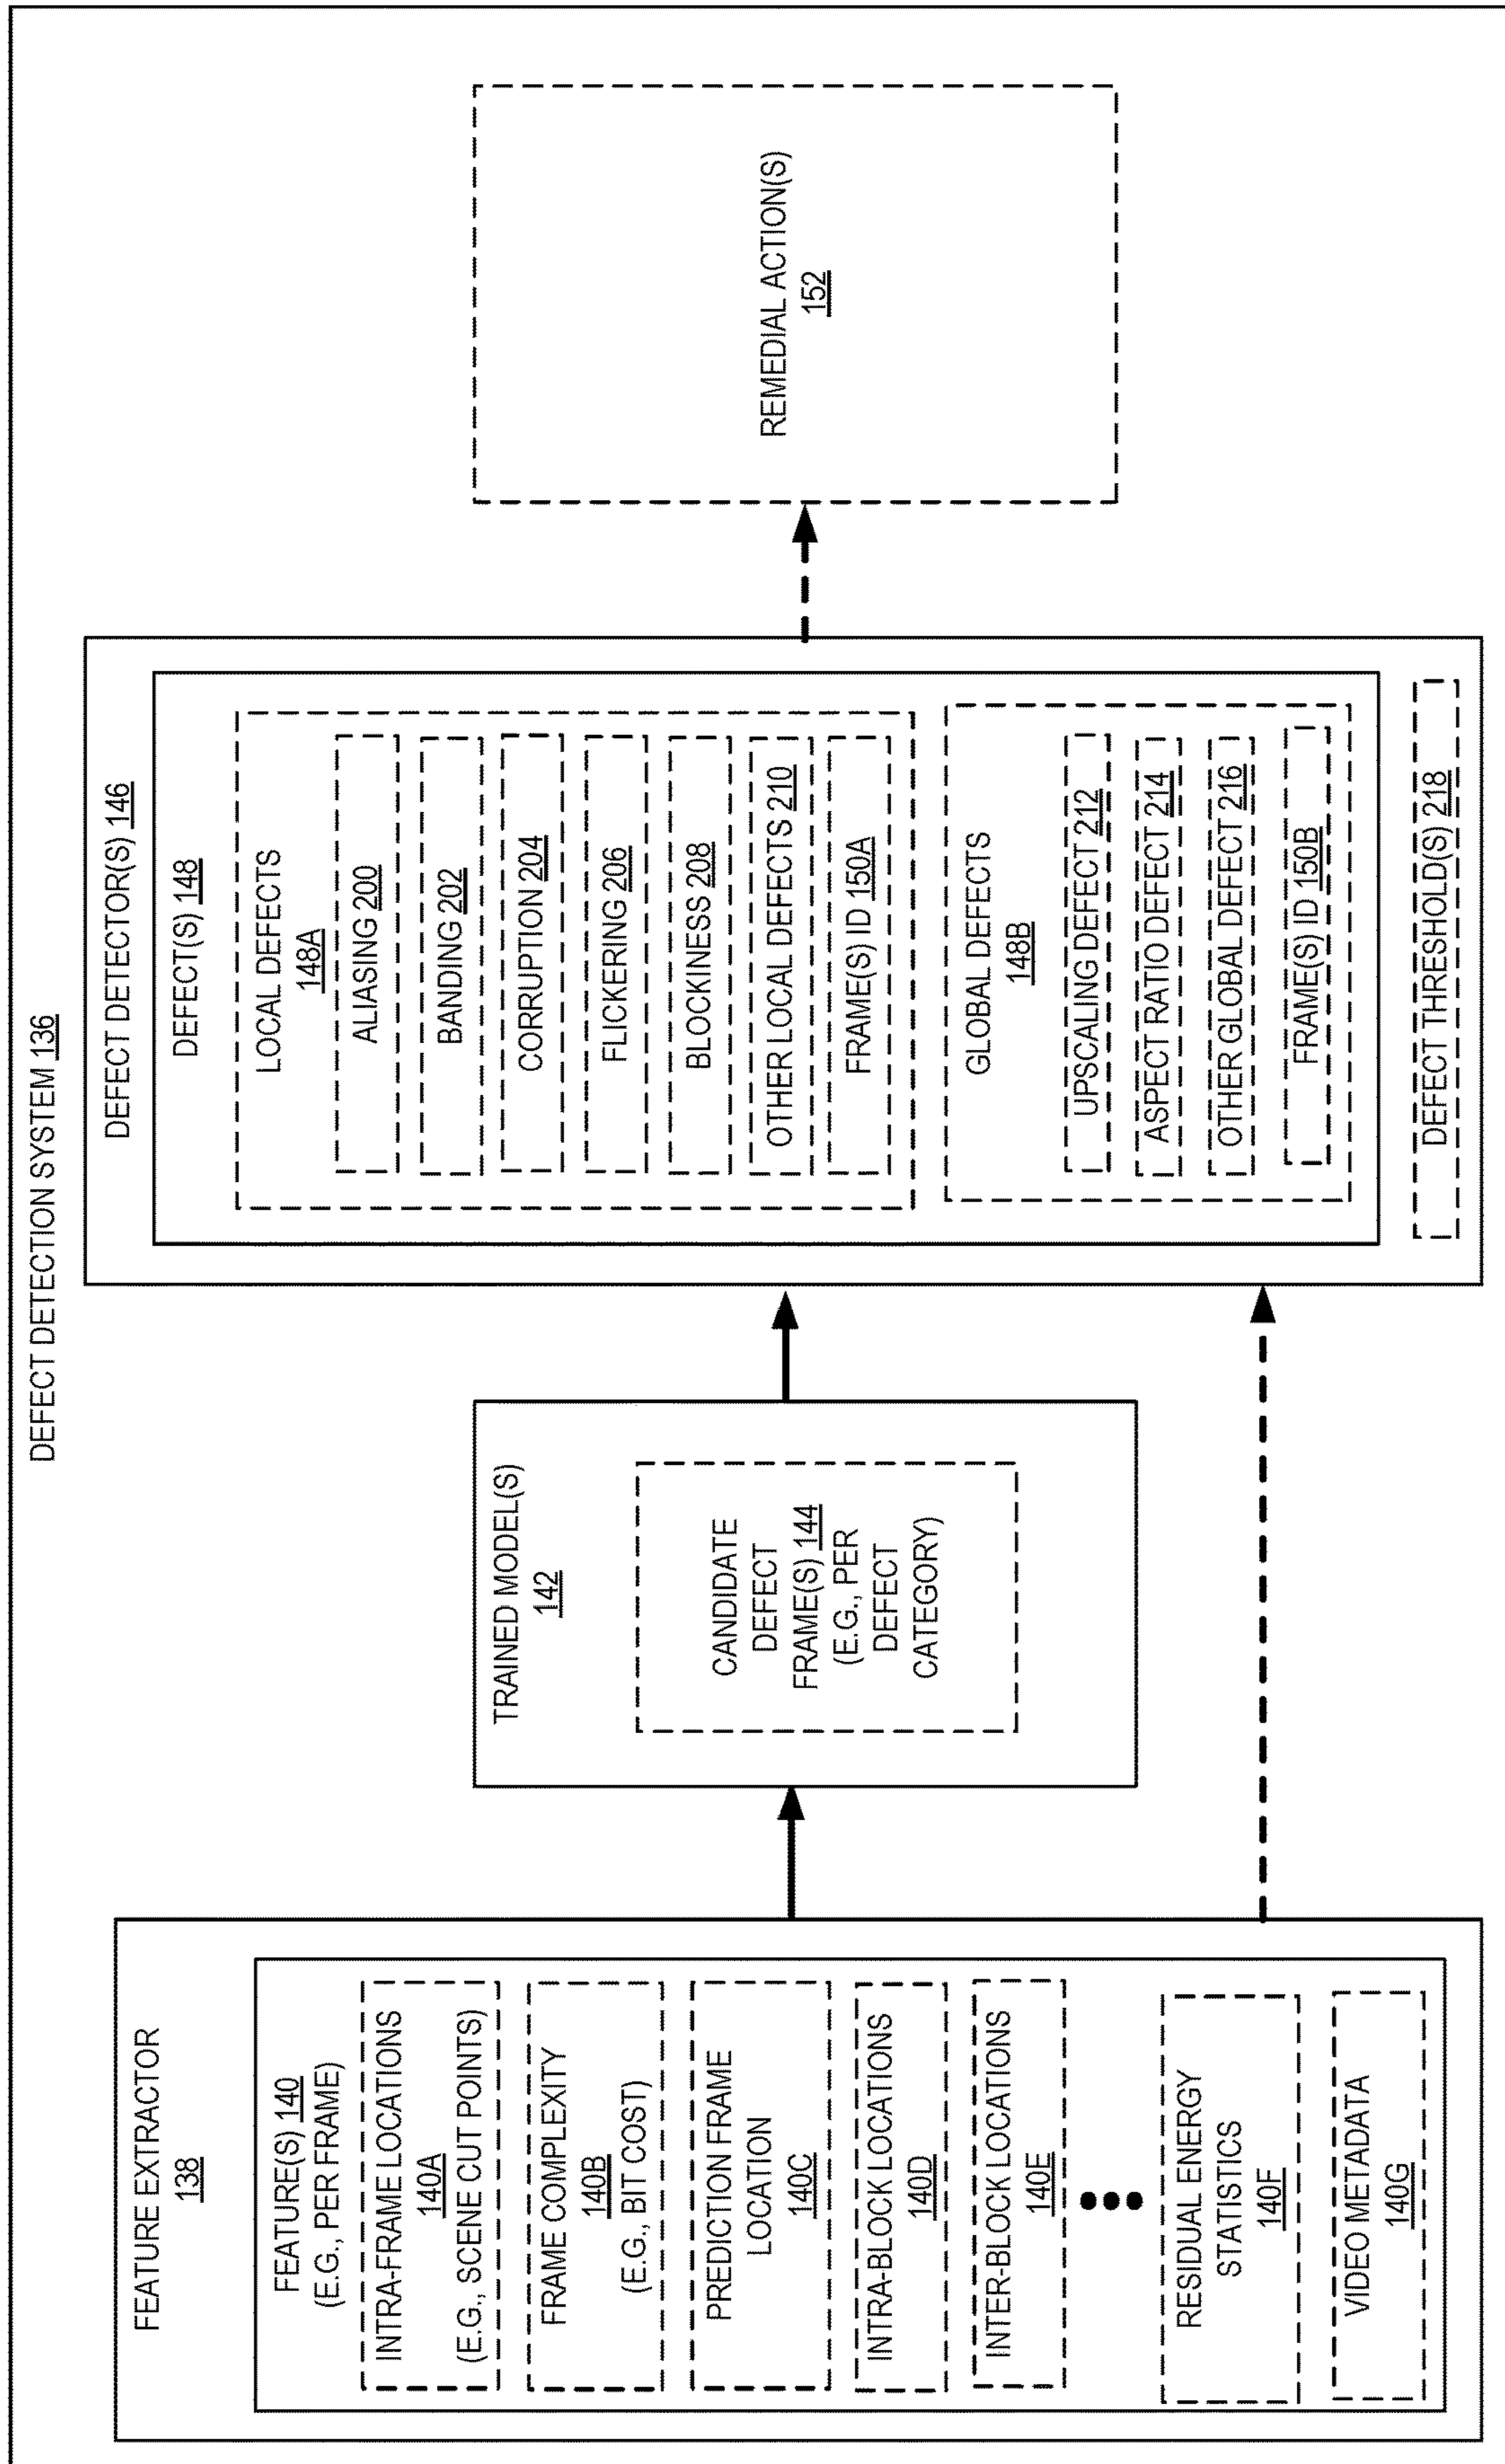 DEFECT DETECTION SYSTEM 136
FEATURE EXTRACTOR
138
FEATURE(S) 140
(E.G., PER FRAME)
INTRA-FRAME LOCATIONS
140A
(E.G., SCENE CUT POINTS)
FRAME COMPLEXITY
140B
(E.G., BIT COST)
PREDICTION FRAME
LOCATION
140C
INTRA-BLOCK LOCATIONS
140D
INTER-BLOCK LOCATIONS
140E
RESIDUAL ENERGY
STATISTICS
140F
VIDEO METADATA
140G
TRAINED MODEL(S)
142
CANDIDATE
DEFECT
FRAME(S) 144
(E.G., PER
DEFECT
CATEGORY)
DEFECT DETECTOR(S) 146
DEFECT(S) 148
LOCAL DEFECTS
148A
ALIASING 200
BANDING 202
CORRUPTION 204
FLICKERING 206
BLOCKINESS 208
OTHER LOCAL DEFECTS 210
FRAME(S) ID 150A
GLOBAL DEFECTS
148B
UPSCALING DEFECT 212
ASPECT RATIO DEFECT 214
OTHER GLOBAL DEFECT 216
FRAME(S) ID 150B
DEFECT THRESHOLD(S) 218
REMEDIAL ACTION(S)
152